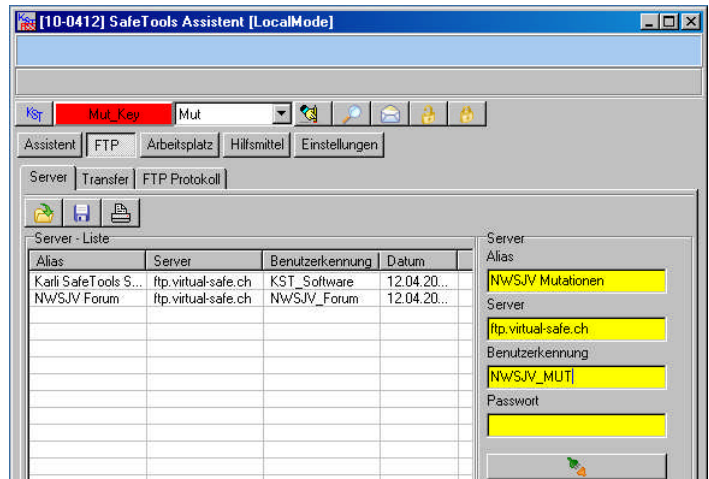 [10-0412] SafeTools Assistent [LocalMode]
KST Mut_Key Mut
Assistent FTP Arbeitsplatz Hilfsmittel Einstellungen
Server Transfer FTP Protokoll
Server - Liste
Alias Server Benutzerkennung Datum
Karli SafeTools S... ftp.virtual-safe.ch KST_Software 12.04.20...
NWSJV Forum ftp.virtual-safe.ch NWSJV_Forum 12.04.20...
Server
Alias
NWSJV Mutationen
Server
ftp.virtual-safe.ch
Benutzerkennung
NWSJV_MUT
Passwort